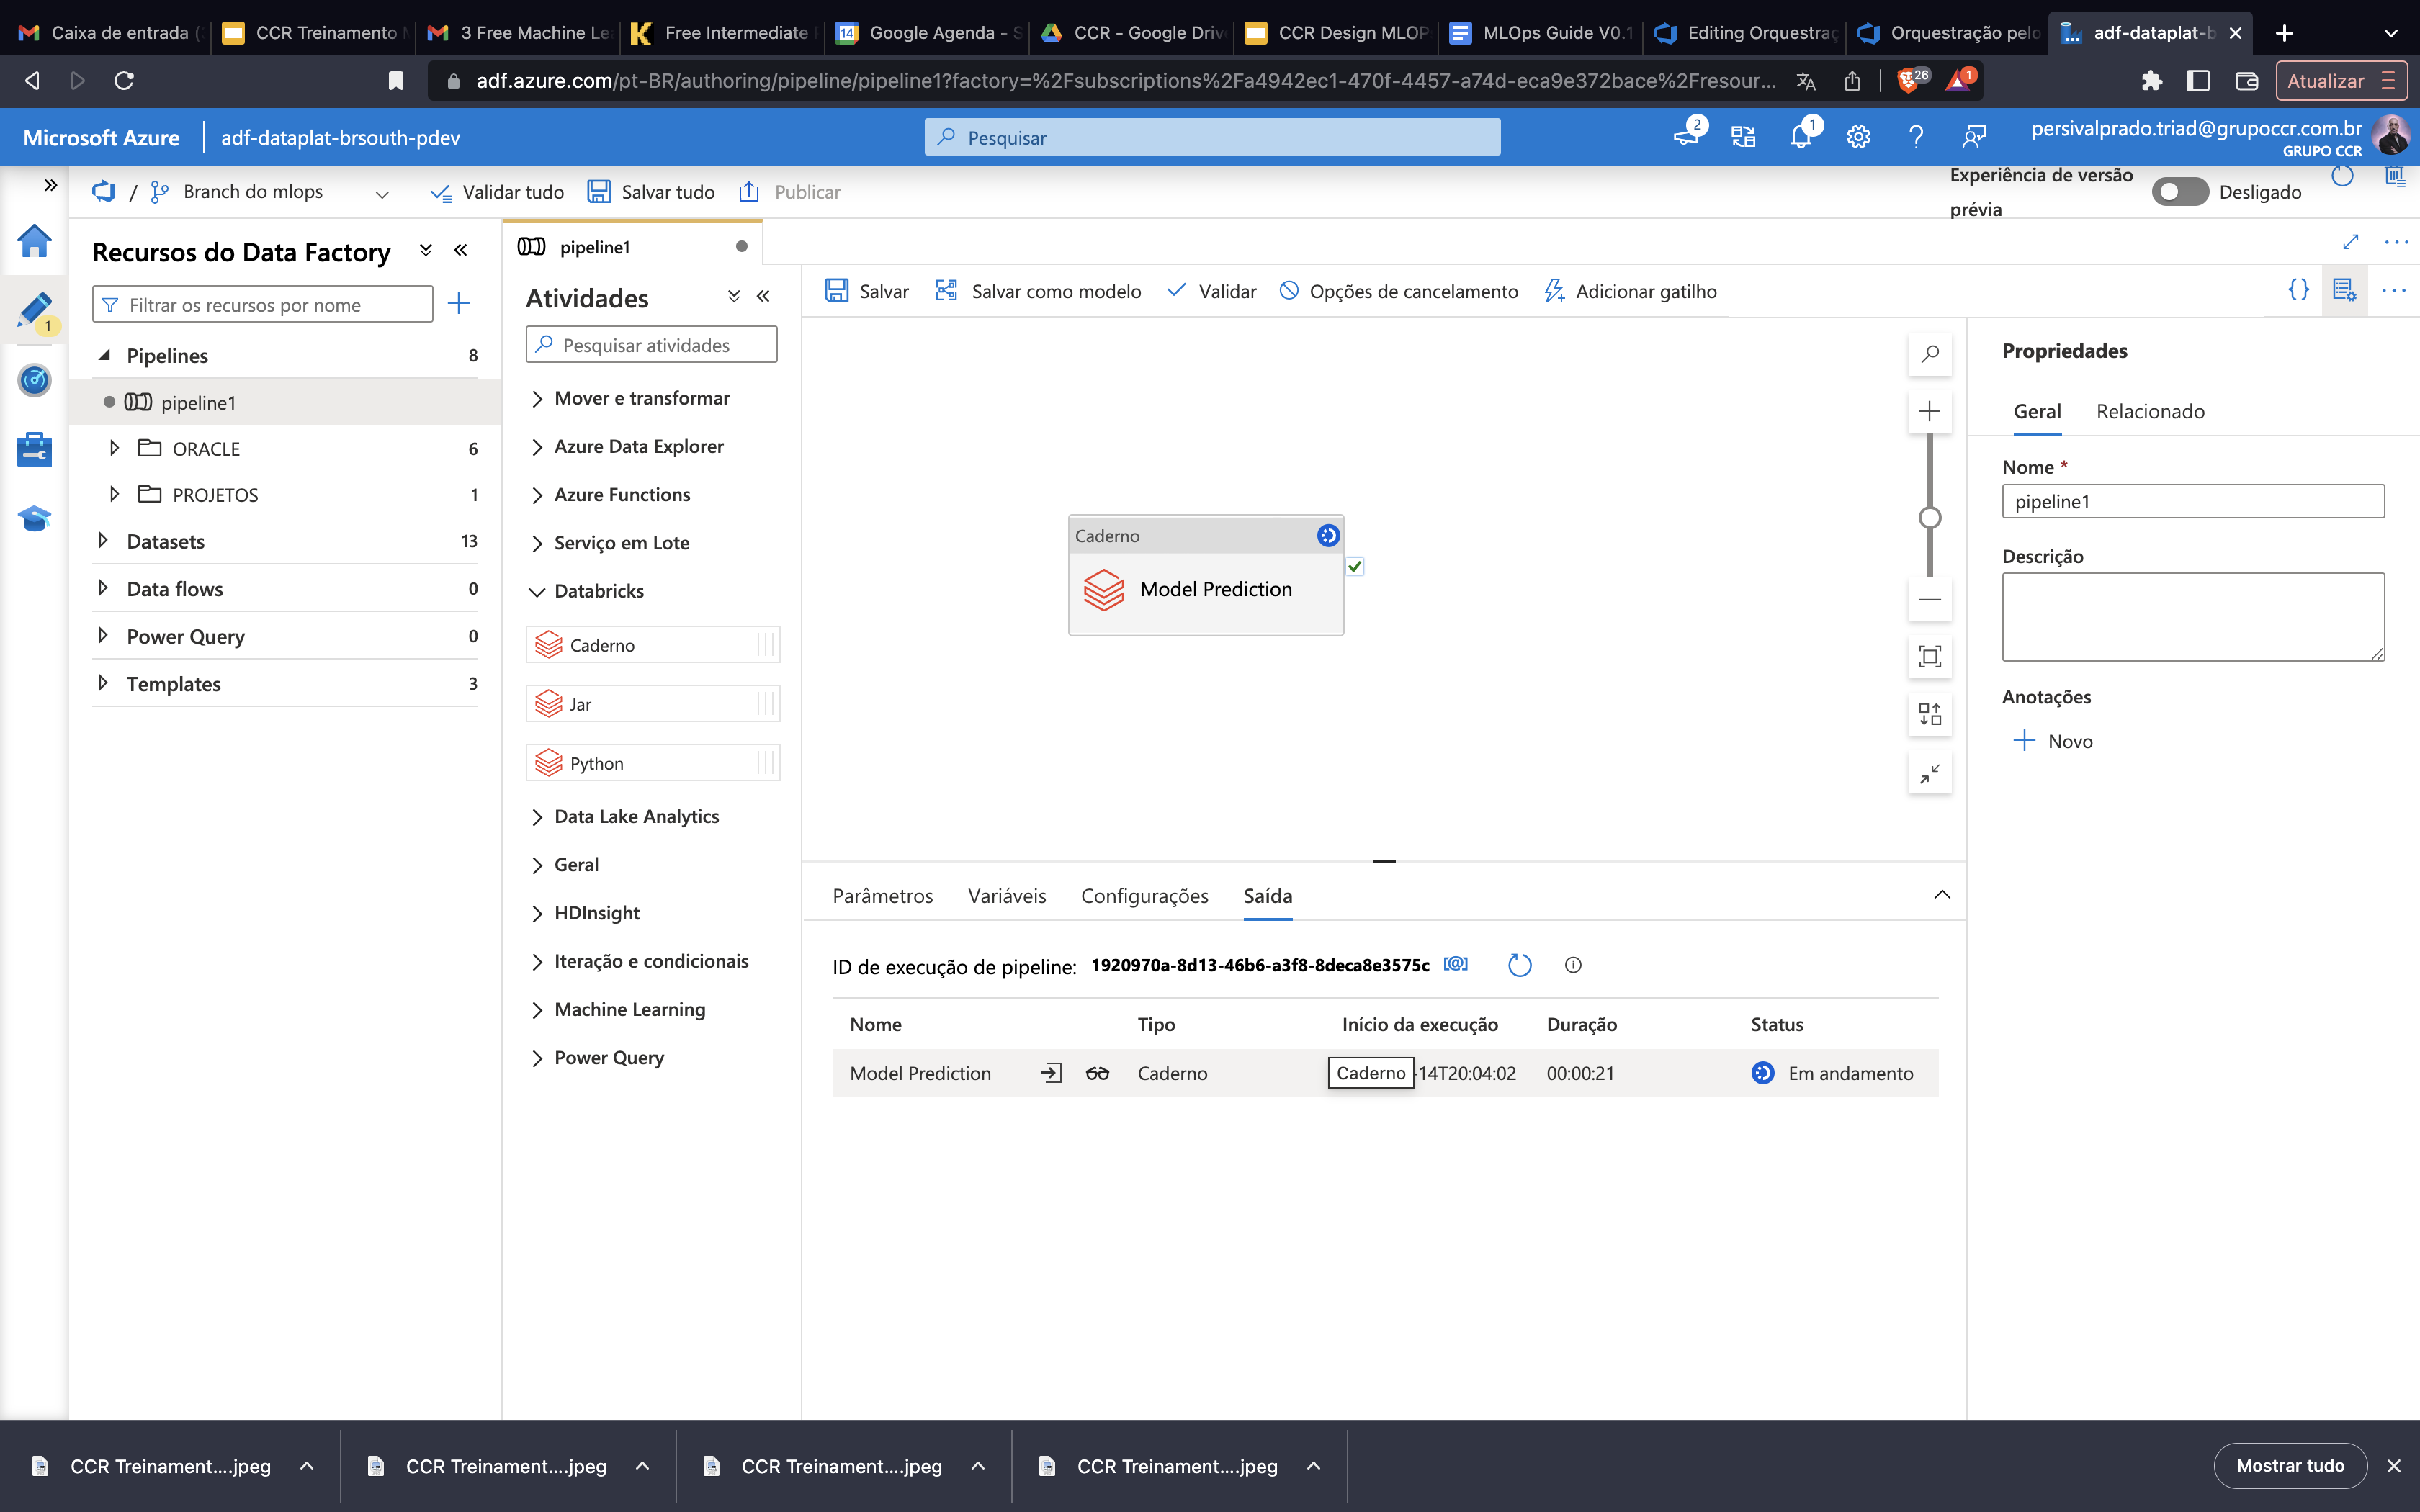 Caixa de entrada (
CCR Treinamento M
3 Free Machine Le
Free Intermediate
Google Agenda - S
CCR - Google Driv
CCR Design MLOP
MLOps Guide V0.1
Editing Orquestraç
Orquestração pelo
adf-dataplat-b
adf.azure.com/pt-BR/authoring/pipeline/pipeline1?factory=%2Fsubscriptions%2Fa4942ec1-470f-4457-a74d-eca9e372bace%2Fresour...
26
1
Atualizar
Microsoft Azure
adf-dataplat-brsouth-pdev
Pesquisar
2
1
persivalprado.triad@grupoccr.com.br
GRUPO CCR
/ Branch do mlops
Validar tudo
Salvar tudo
Publicar
Experiência de versão
prévia
Desligado
1
Recursos do Data Factory
Filtrar os recursos por nome
Pipelines 8
pipeline1
ORACLE 6
PROJETOS 1
Datasets 13
Data flows 0
Power Query 0
Templates 3
pipeline1
Atividades
Pesquisar atividades
Mover e transformar
Azure Data Explorer
Azure Functions
Serviço em Lote
Databricks
Caderno
Jar
Python
Data Lake Analytics
Geral
HDInsight
Iteração e condicionais
Machine Learning
Power Query
Salvar
Salvar como modelo
Validar
Opções de cancelamento
Adicionar gatilho
{}
Caderno
Model Prediction
Parâmetros
Variáveis
Configurações
Saída
ID de execução de pipeline: 1920970a-8d13-46b6-a3f8-8deca8e3575c [@]
Nome Tipo Início da execução Duração Status
Model Prediction Caderno Caderno -14T20:04:02. 00:00:21 Em andamento
Propriedades
Geral
Relacionado
Nome *
pipeline1
Descrição
Anotações
Novo
CCR Treinament....jpeg
CCR Treinament....jpeg
CCR Treinament....jpeg
CCR Treinament....jpeg
Mostrar tudo